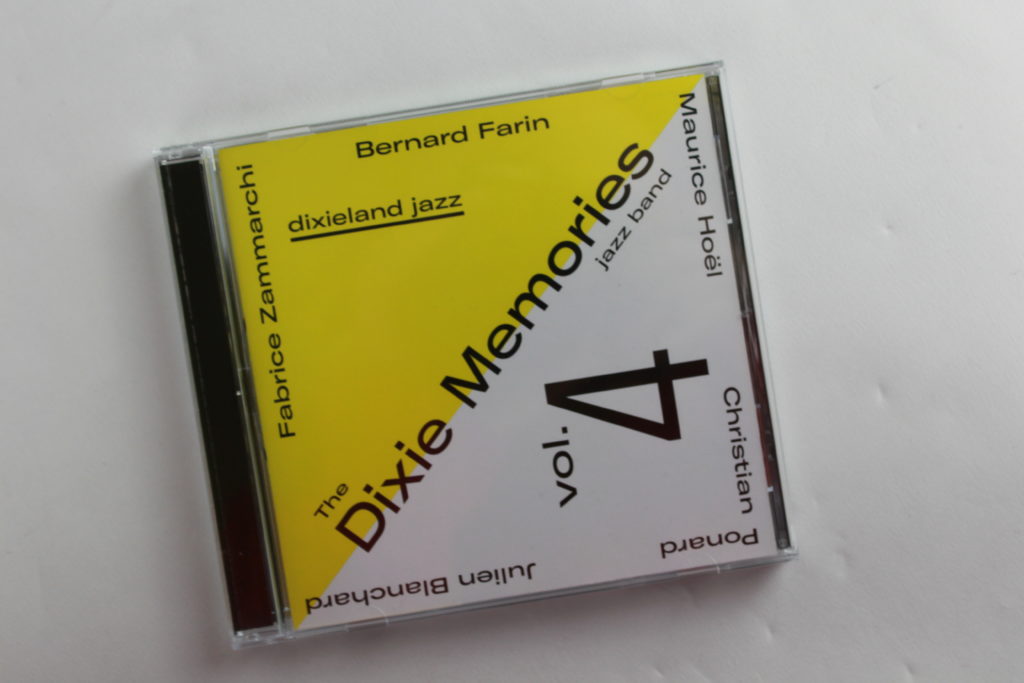 Bernard Farin
Fabrice Zammarchi
dixieland jazz
The
Dixie Memories
jazz band
vol. 4
Maurice Hoël
Christian
Ponard
Julien Blanchard